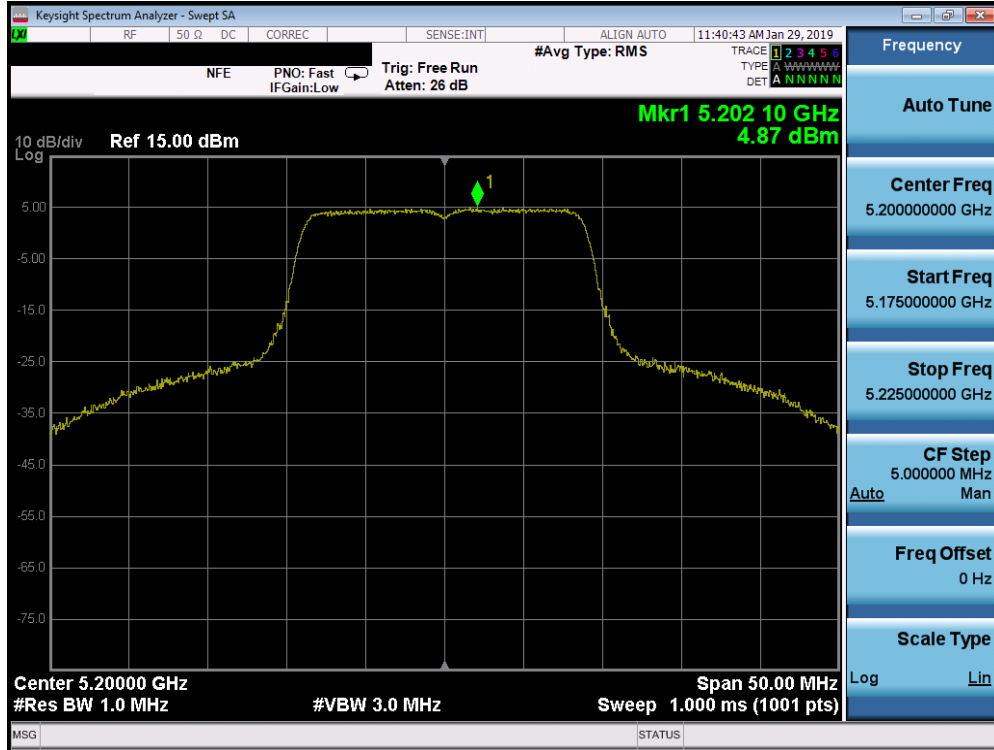 Keysight Spectrum Analyzer - Swept SA
LXI RF 50 Ω DC CORREC SENSE:INT ALIGN AUTO 11:40:43 AM Jan 29, 2019
NFE
PNO: Fast
IFGain:Low
Trig: Free Run
Atten: 26 dB
#Avg Type: RMS
TRACE 1 2 3 4 5 6
TYPE A WWWWW
DET A N N N N N
Mkr1 5.202 10 GHz
4.87 dBm
10 dB/div Ref 15.00 dBm
Log
1
5.00
-5.00
-15.0
-25.0
-35.0
-45.0
-55.0
-65.0
-75.0
Center 5.20000 GHz Span 50.00 MHz
#Res BW 1.0 MHz #VBW 3.0 MHz Sweep 1.000 ms (1001 pts)
MSG STATUS
Frequency
Auto Tune
Center Freq
5.200000000 GHz
Start Freq
5.175000000 GHz
Stop Freq
5.225000000 GHz
CF Step
5.000000 MHz
Auto Man
Freq Offset
0 Hz
Scale Type
Log Lin